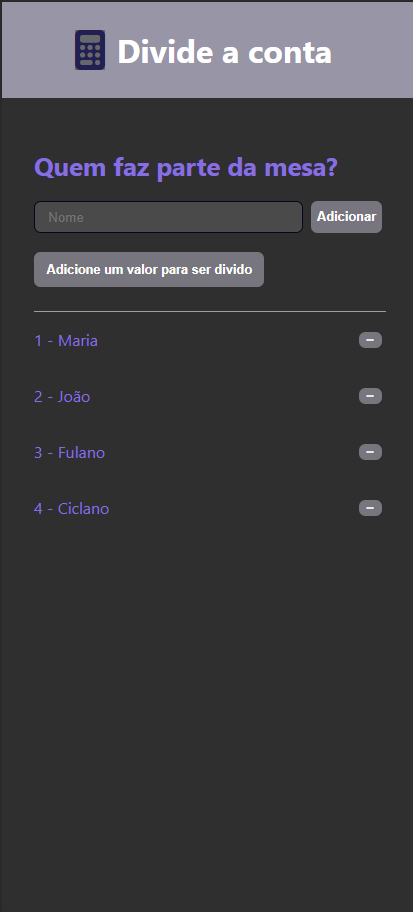 Divide a conta
Quem faz parte da mesa?
Nome
Adicionar
Adicione um valor para ser divido
1 - Maria
2 - João
3 - Fulano
4 - Ciclano